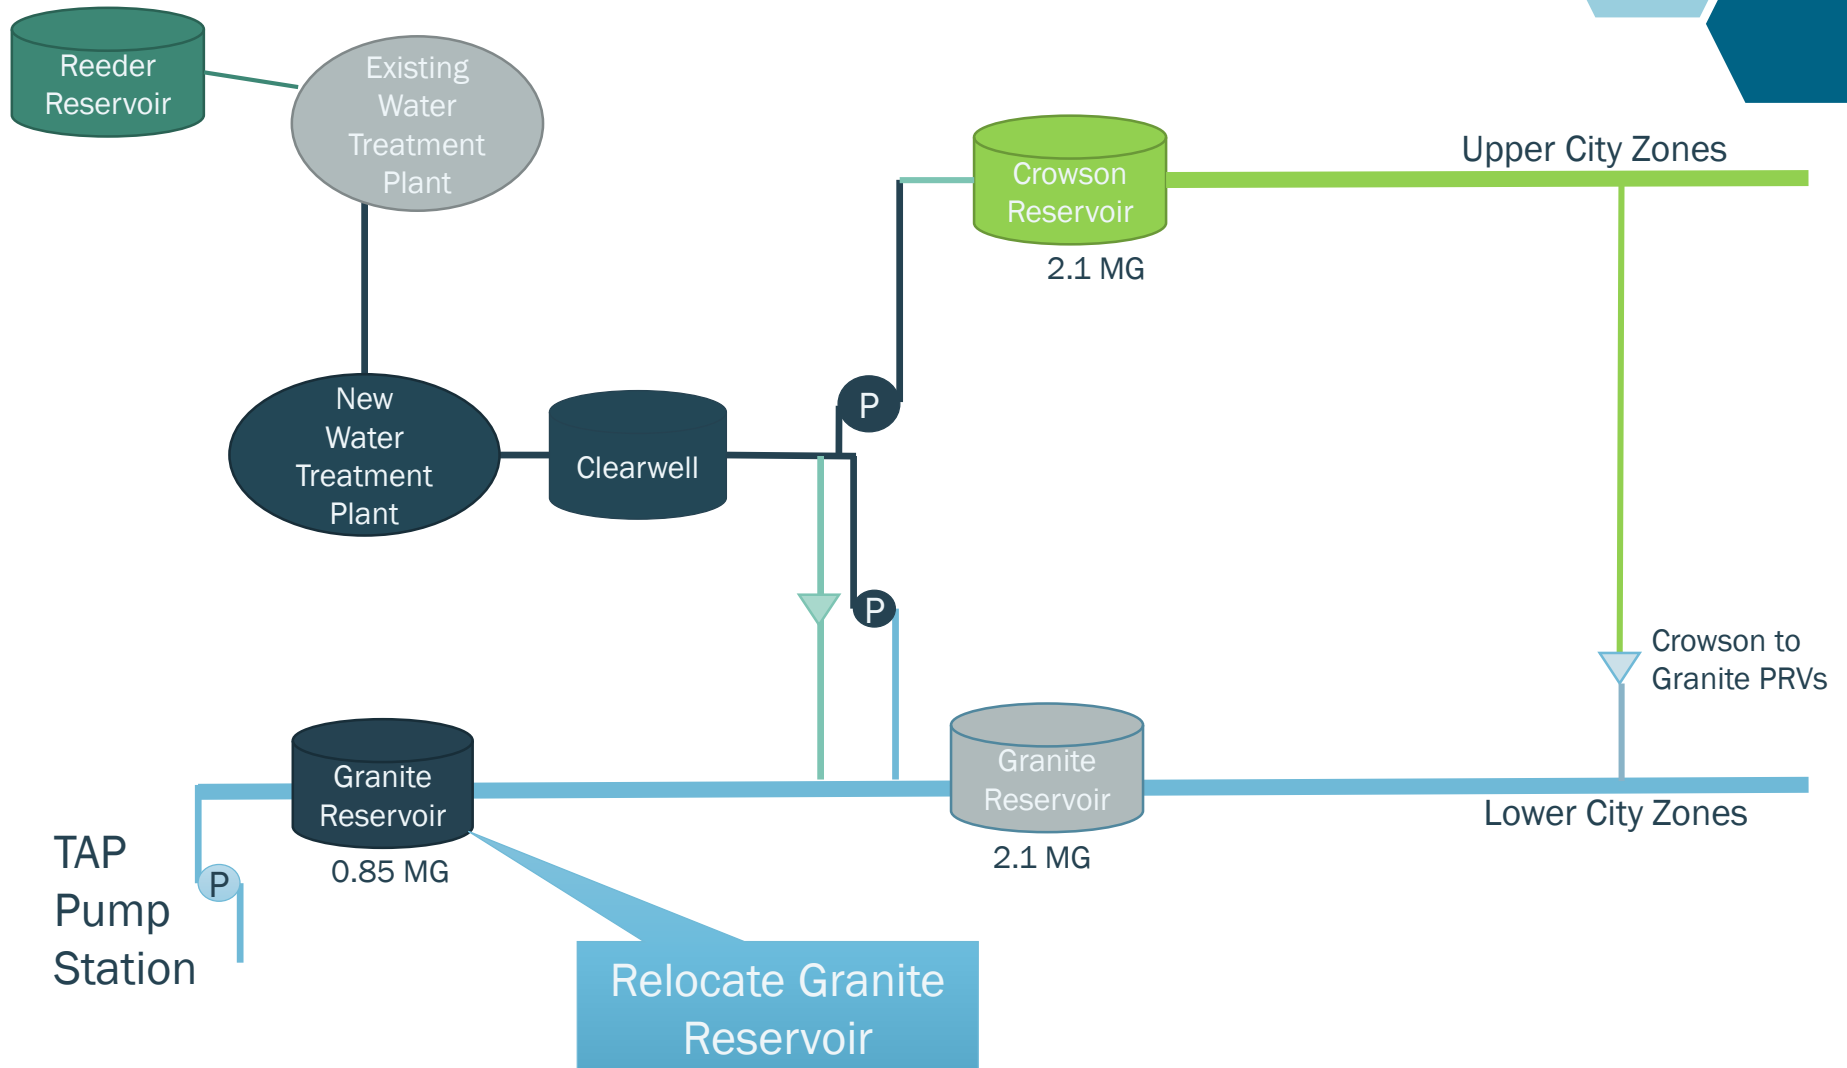 Reeder
Reservoir
Existing
Water
Treatment
Plant
Crowson
Reservoir
2.1 MG
Upper City Zones
New
Water
Treatment
Plant
Clearwell
P
P
Crowson to
Granite PRVs
Granite
Reservoir
0.85 MG
Granite
Reservoir
2.1 MG
Lower City Zones
TAP
Pump
Station
P
Relocate Granite
Reservoir